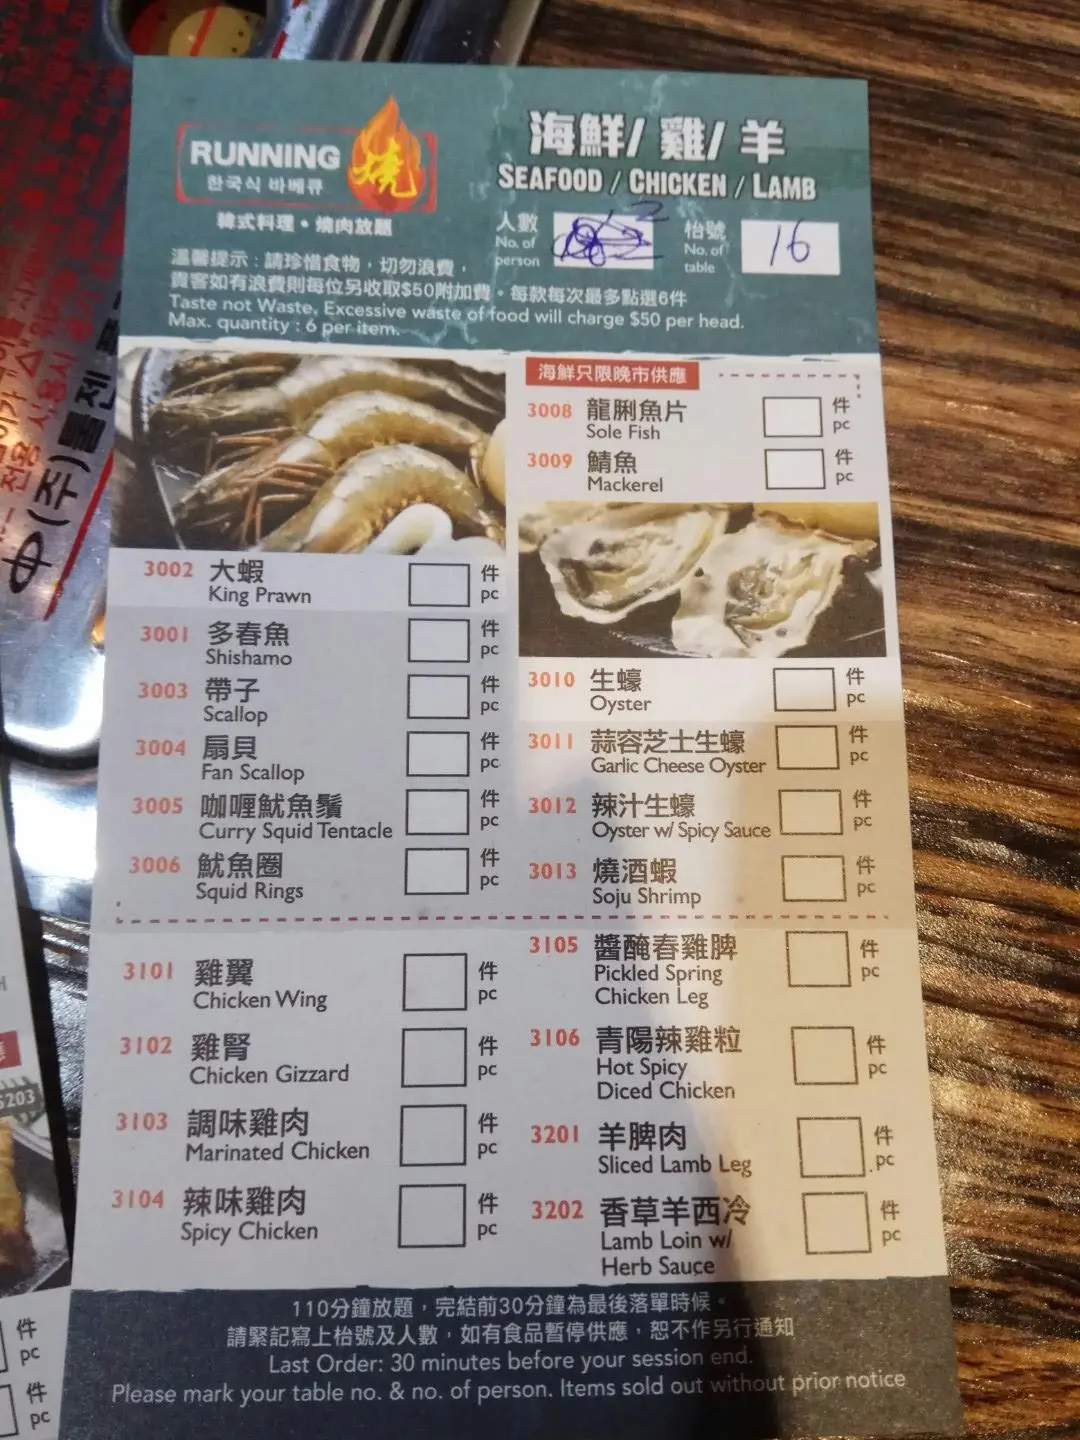 RUNNING 燒
한국식 바베큐
韓式料理・燒肉放題
海鮮/ 雞/ 羊
SEAFOOD / CHICKEN / LAMB
人數
No. of
person
2
枱號
No. of
table
16
溫馨提示：請珍惜食物，切勿浪費，
貴客如有浪費則每位另收取$50附加費。每款每次最多點選6件
Taste not Waste. Excessive waste of food will charge $50 per head.
Max. quantity : 6 per item.
3002 大蝦 件
King Prawn pc
3001 多春魚 件
Shishamo pc
3003 帶子 件
Scallop pc
3004 扇貝 件
Fan Scallop pc
3005 咖喱魷魚鬚 件
Curry Squid Tentacle pc
3006 魷魚圈 件
Squid Rings pc
海鮮只限晚市供應
3008 龍脷魚片 件
Sole Fish pc
3009 鯖魚 件
Mackerel pc
3010 生蠔 件
Oyster pc
3011 蒜容芝士生蠔 件
Garlic Cheese Oyster pc
3012 辣汁生蠔 件
Oyster w/ Spicy Sauce pc
3013 燒酒蝦 件
Soju Shrimp pc
3101 雞翼 件
Chicken Wing pc
3102 雞腎 件
Chicken Gizzard pc
3103 調味雞肉 件
Marinated Chicken pc
3104 辣味雞肉 件
Spicy Chicken pc
3105 醬醃春雞脾 件
Pickled Spring pc
Chicken Leg
3106 青陽辣雞粒 件
Hot Spicy pc
Diced Chicken
3201 羊脾肉 件
Sliced Lamb Leg pc
3202 香草羊西冷 件
Lamb Loin w/ pc
Herb Sauce
110分鐘放題，完結前30分鐘為最後落單時候。
請緊記寫上枱號及人數，如有食品暫停供應，恕不作另行通知
Last Order: 30 minutes before your session end.
Please mark your table no. & no. of person. Items sold out without prior notice
件
pc
件
pc